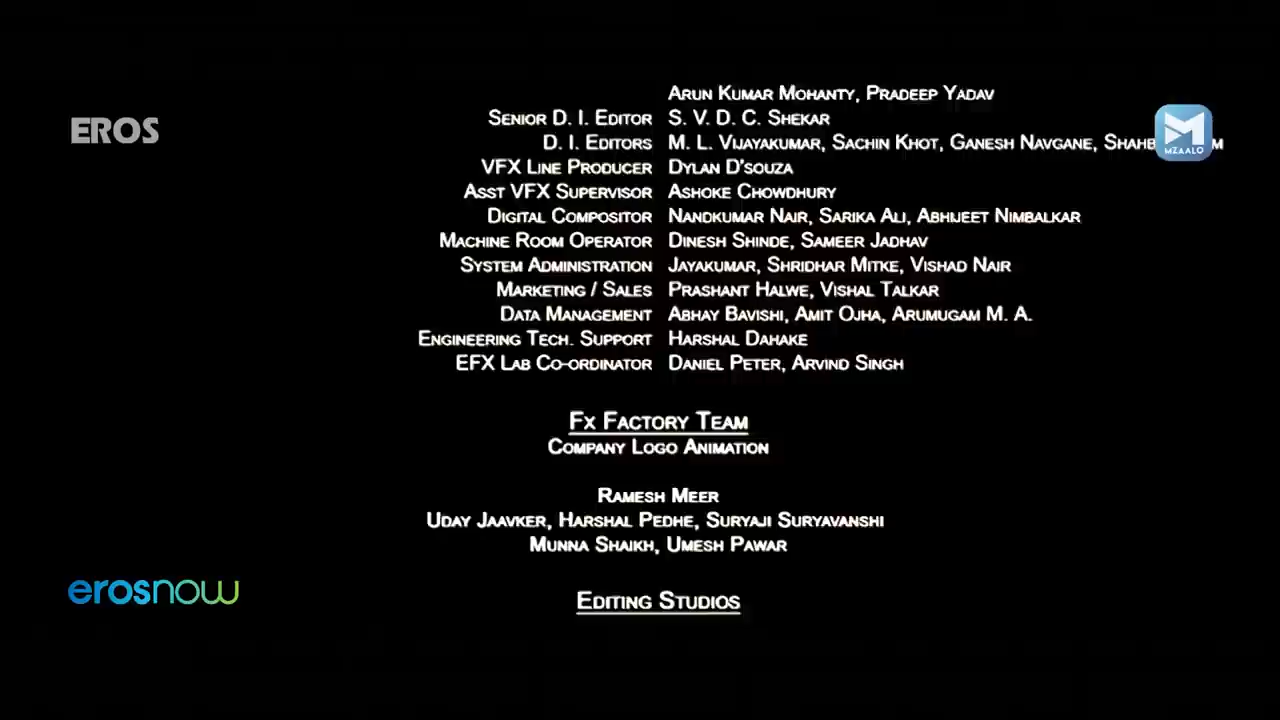 Arun Kumar Mohanty, Pradeep Yadav
EROS
Senior D. I. Editor S. V. D. C. Shekar
D. I. Editors M. L. Vijayakumar, Sachin Khot, Ganesh Navgane,
MZAALO
VFX Line Producer Dylan D'souza
Asst VFX Supervisor Ashoke Chowdhury
Digital Compositor Nandkumar Nair, Sarika Ali, Abhijeet Nimbalkar
Machine Room Operator Dinesh Shinde, Sameer Jadhav
System Administration Jayakumar, Shridhar Mitke, Vishad Nair
Marketing / Sales Prashant Halwe, Vishal Talkar
Data Management Abhay Bavishi, Amit Ojha, Arumugam M. A.
Engineering Tech. Support Harshal Dahake
EFX Lab Co-ordinator Daniel Peter, Arvind Singh
Fx Factory Team
Company Logo Animation
Ramesh Meer
Uday Jaavker, Harshal Pedhe, Suryaji Suryavanshi
Munna Shaikh, Umesh Pawar
erosnow
Editing Studios